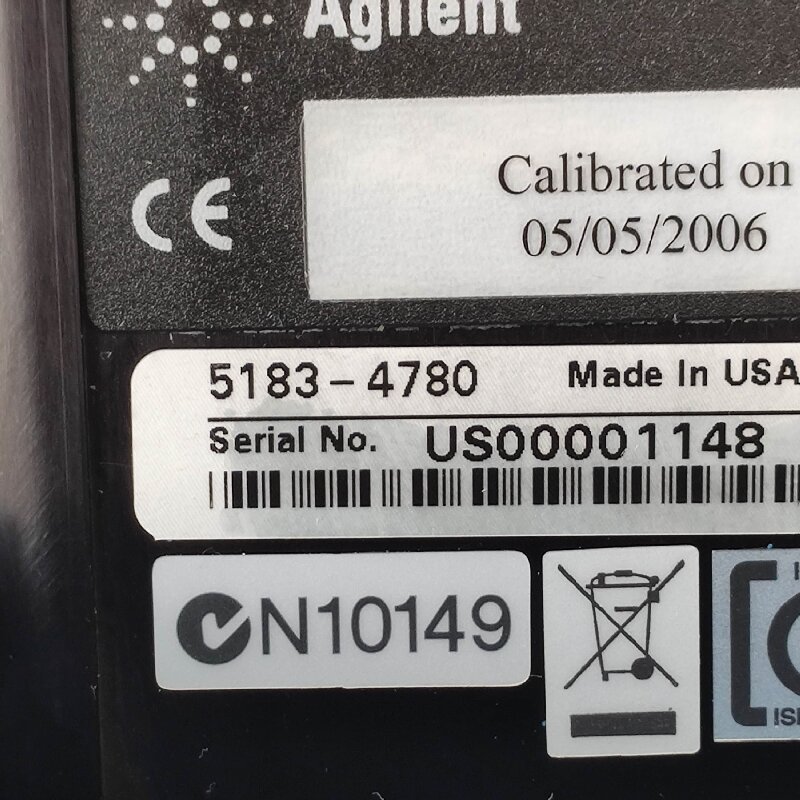 Agilent
CE
Calibrated on
05/05/2006
5183-4780 Made In USA
Serial No. US00001148
N10149